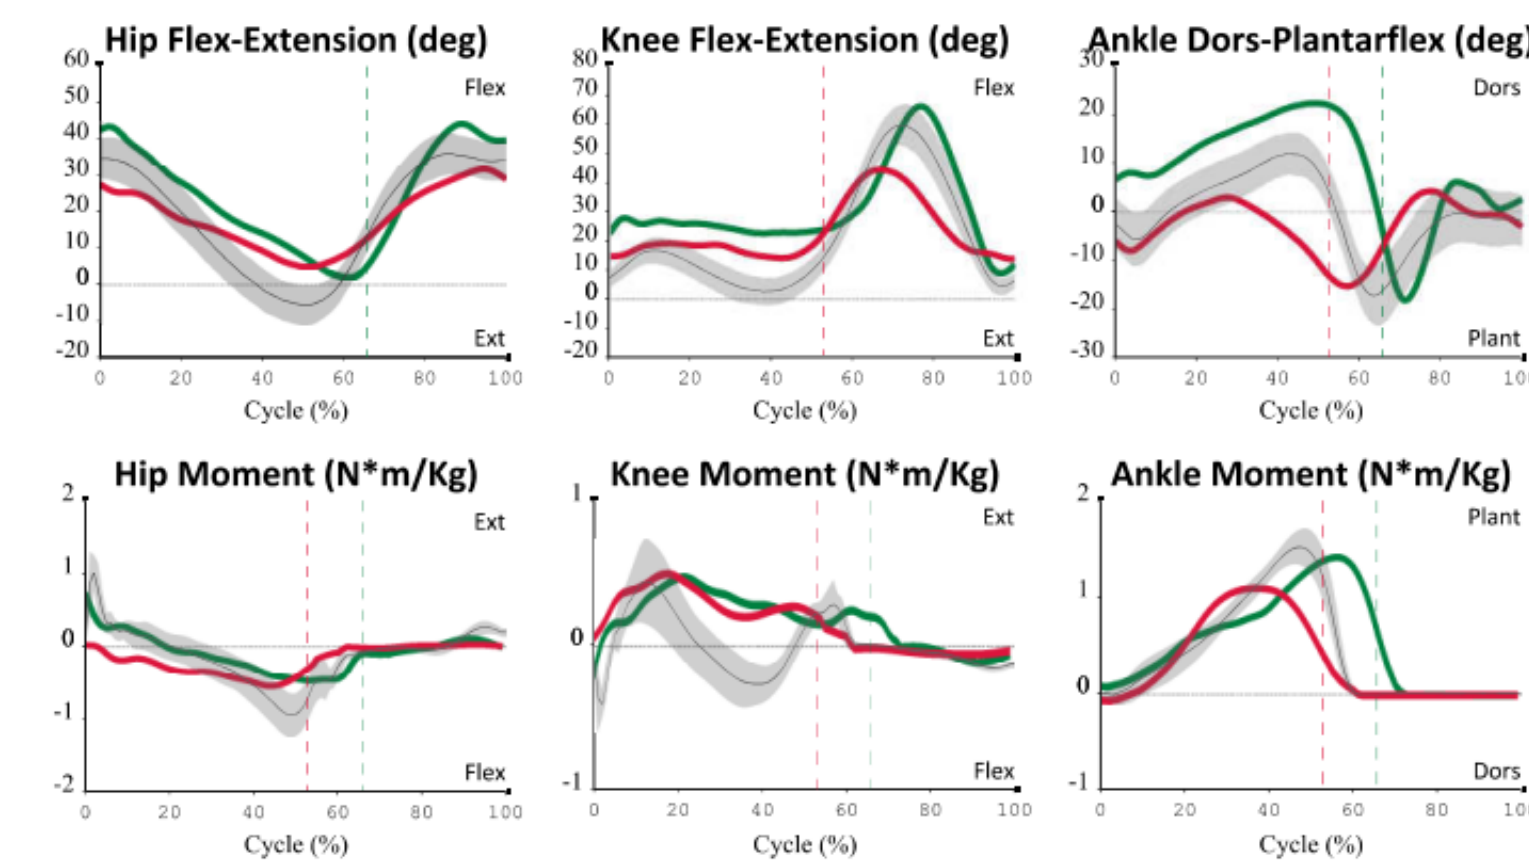 Hip Flex-Extension (deg) Knee Flex-Extension (deg) Ankle Dors-Plantarflex (deg)
60 80 30
Flex Flex Dors
50 70 20
40 60 10
30 50 0
20 40 -10
10 30 -20
0 20 -30
-10 10
-20 0
-10
-20
Ext Ext Plant
0 20 40 60 80 100 0 20 40 60 80 100 0 20 40 60 80
Cycle (%) Cycle (%) Cycle (%)
Hip Moment (N*m/Kg) Knee Moment (N*m/Kg) Ankle Moment (N*m/Kg)
2 1 2
Ext Ext Plant
1 0 1
0 -1 0
-1 -1
-2
Flex Flex Dors
0 20 40 60 80 100 0 20 40 60 80 100 0 20 40 60 80
Cycle (%) Cycle (%) Cycle (%)